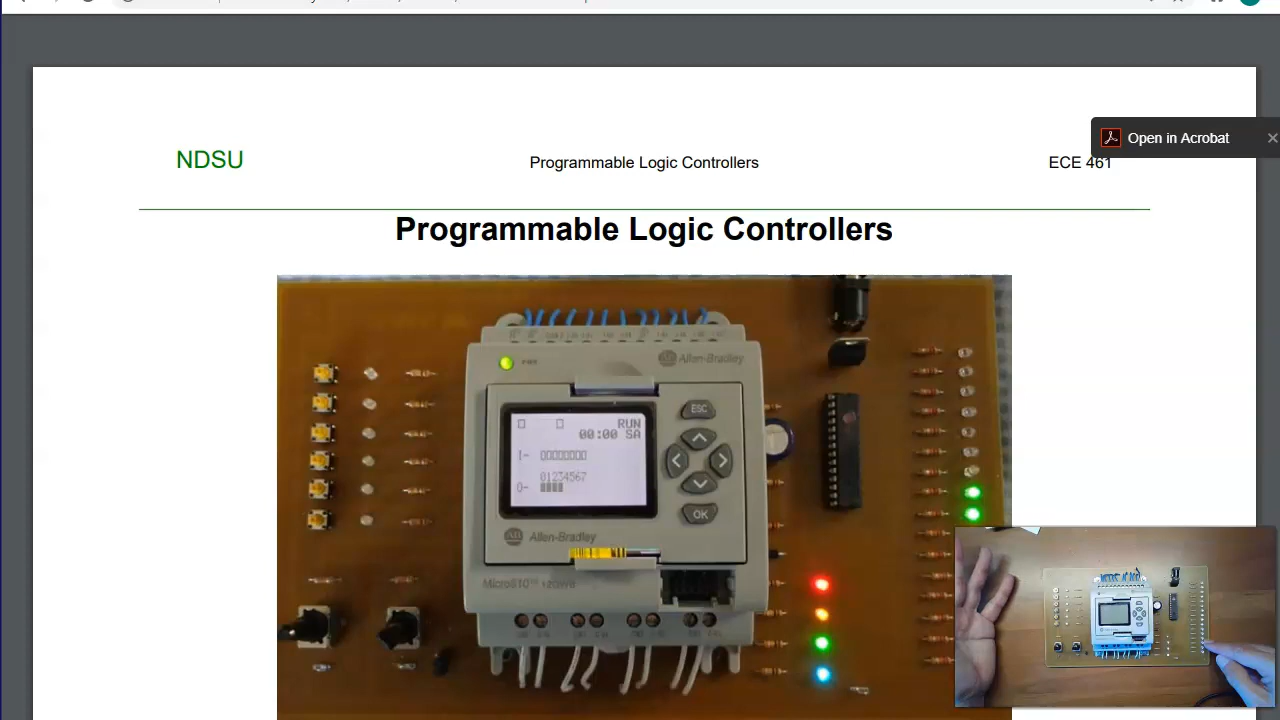 Open in Acrobat
NDSU
Programmable Logic Controllers
ECE 461
Programmable Logic Controllers
Allen-Bradley
ESC
RUN
00:00 SA
I-
01234567
O-
OK
Allen-Bradley
Micro810